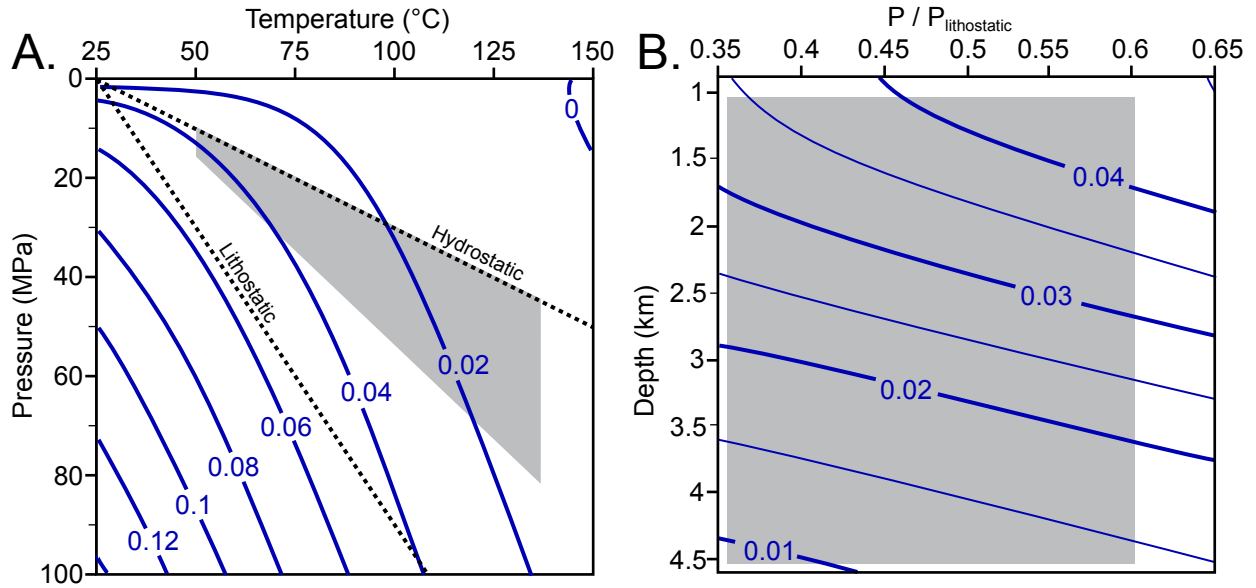 A.
Temperature (°C)
25 50 75 100 125 150
Pressure (MPa)
0
20
40
60
80
100
0
Hydrostatic
Lithostatic
0.02
0.04
0.06
0.08
0.1
0.12
B.
P / Plithostatic
0.35 0.4 0.45 0.5 0.55 0.6 0.65
Depth (km)
1
1.5
2
2.5
3
3.5
4
4.5
0.04
0.03
0.02
0.01